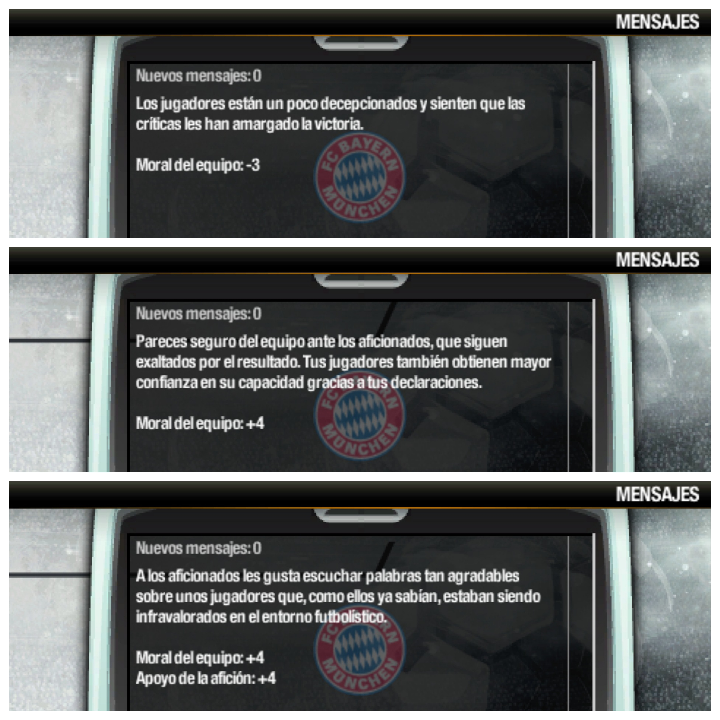 MENSAJES
Nuevos mensajes: 0
Los jugadores están un poco decepcionados y sienten que las
críticas les han amargado la victoria.
Moral del equipo: -3
FC BAYERN
MÜNCHEN
MENSAJES
Nuevos mensajes: 0
Pareces seguro del equipo ante los aficionados, que siguen
exaltados por el resultado. Tus jugadores también obtienen mayor
confianza en su capacidad gracias a tus declaraciones.
Moral del equipo: +4
FC BAYERN
MÜNCHEN
MENSAJES
Nuevos mensajes: 0
A los aficionados les gusta escuchar palabras tan agradables
sobre unos jugadores que, como ellos ya sabían, estaban siendo
infravalorados en el entorno futbolístico.
Moral del equipo: +4
Apoyo de la afición: +4
FC BAYERN
MÜNCHEN